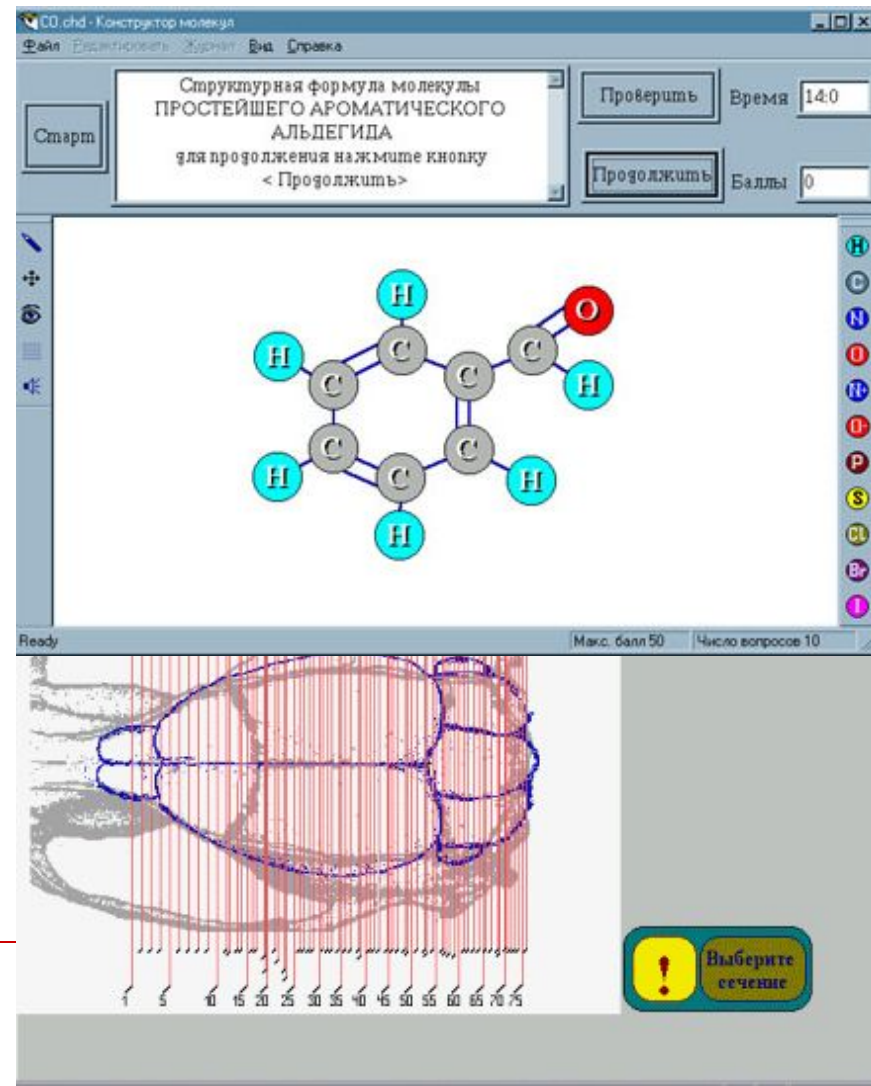 CO.chd - Конструктор молекул
Файл Редактировать Журнал Вид Справка
Старт
Структурная формула молекулы
ПРОСТЕЙШЕГО АРОМАТИЧЕСКОГО
АЛЬДЕГИДА
для продолжения нажмите кнопку
< Продолжить>
Проверить
Время 14:0
Продолжить
Баллы 0
H
C
N
O
N+
O-
P
S
Cl
Br
I
H
O
H
C
C
C
C
H
C
C
C
H
H
H
Ready
Макс. балл 50
Число вопросов 10
1 5 10 15 20 25 30 35 40 45 50 55 60 65 70 75
!
Выберите
сечение